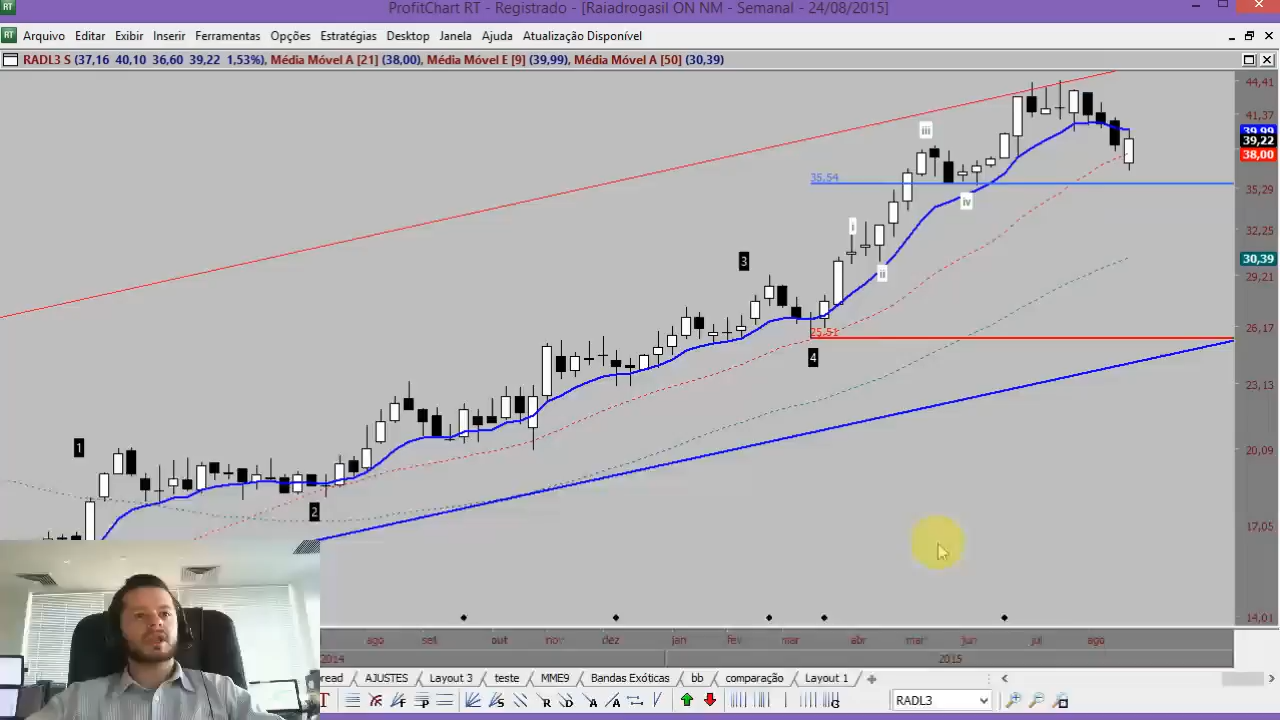 RT ProfitChart RT - Registrado - [Raiadrogasil ON NM - Semanal - 24/08/2015]
RT Arquivo Editar Exibir Inserir Ferramentas Opções Estratégias Desktop Janela Ajuda Atualização Disponível
RADL3 S (37,16 40,10 36,60 39,22 1,53%), Média Móvel A [21] (38,00), Média Móvel E [9] (39,99), Média Móvel A [50] (30,39)
44,41
41,37
39,99
39,22
38,00
35,29
32,25
30,39
29,21
26,17
23,13
20,09
17,05
14,01
iii
35,54
iv
i
ii
3
25,51
4
1
2
ago set out nov dez jan fev mar abr mar jun jul ago
2014 2015
read AJUSTES Layout 3 teste MME9 Bandas Exóticas bb comparação Layout 1
RADL3